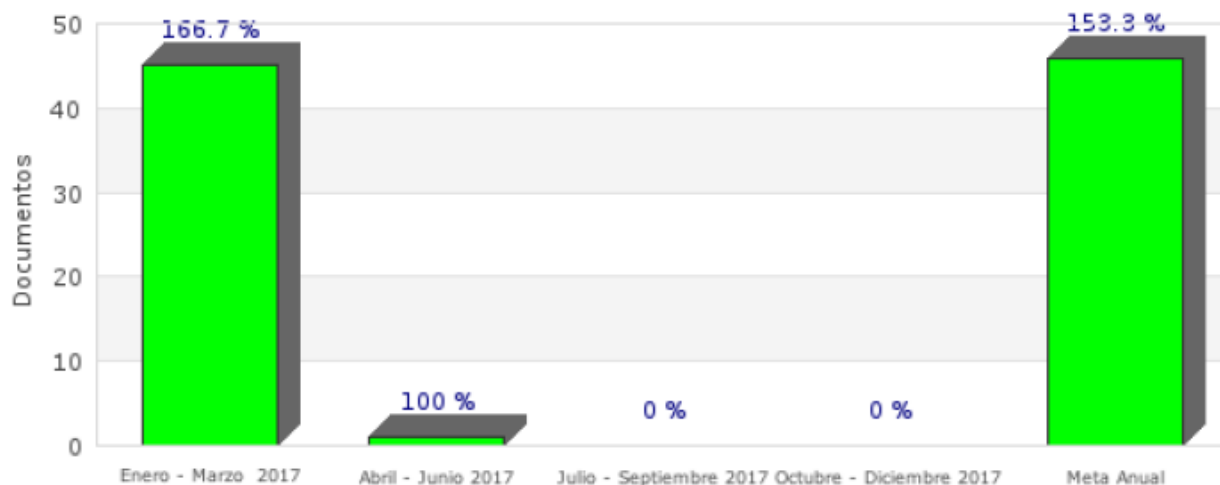 50
166.7 %
153.3 %
40
30
20
10
0
Documentos
100 %
0 %
0 %
Enero - Marzo 2017
Abril - Junio 2017
Julio - Septiembre 2017
Octubre - Diciembre 2017
Meta Anual